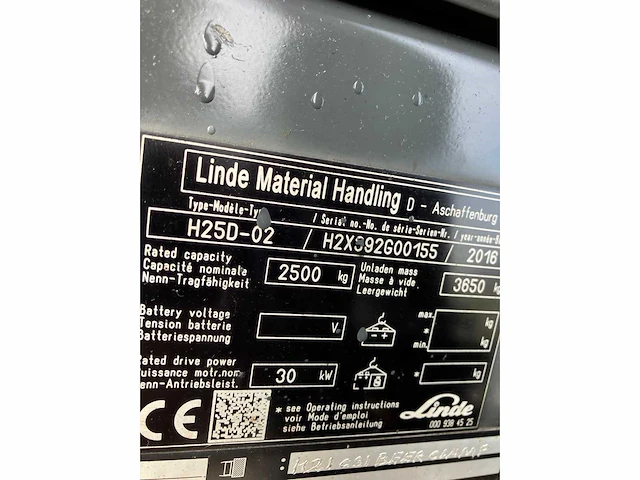 Linde Material Handling D - Aschaffenburg
Type-Modèle-Typ / Serial no.-No. de série-Serien-Nr. / year-année-
H25D-02 / H2X392G00155 / 2016
Rated capacity
Capacité nominale
Nenn-Tragfähigkeit
2500 kg
Unladen mass
Masse à vide
Leergewicht
3650 kg
Battery voltage
Tension batterie
Batteriespannung
V
max. kg
*
min. kg
Rated drive power
Puissance motr.nom
Nenn-Antriebsleist.
30 kW
* kg
CE
* see Operating instructions
voir Mode d'emploi
siehe Betriebsanleitung
Linde
000 938 45 25